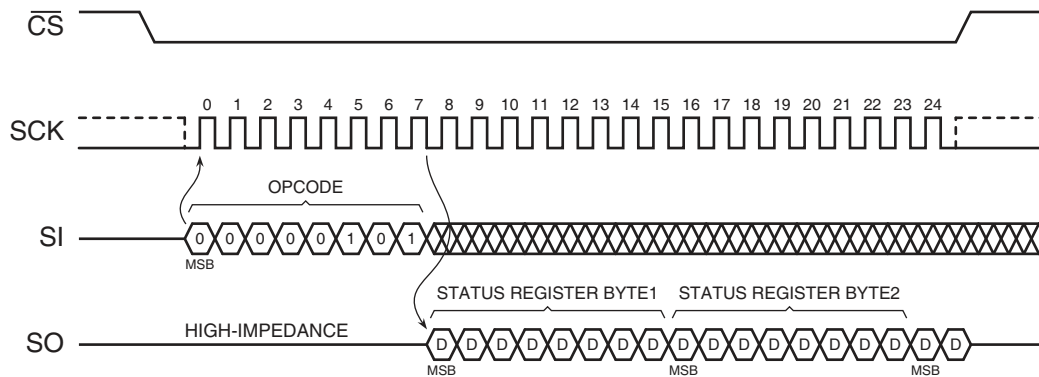 CS
0 1 2 3 4 5 6 7 8 9 10 11 12 13 14 15 16 17 18 19 20 21 22 23 24
SCK
OPCODE
SI
0 0 0 0 0 1 0 1
MSB
STATUS REGISTER BYTE1 STATUS REGISTER BYTE2
HIGH-IMPEDANCE
SO
D D D D D D D D D D D D D D D D D D
MSB MSB MSB